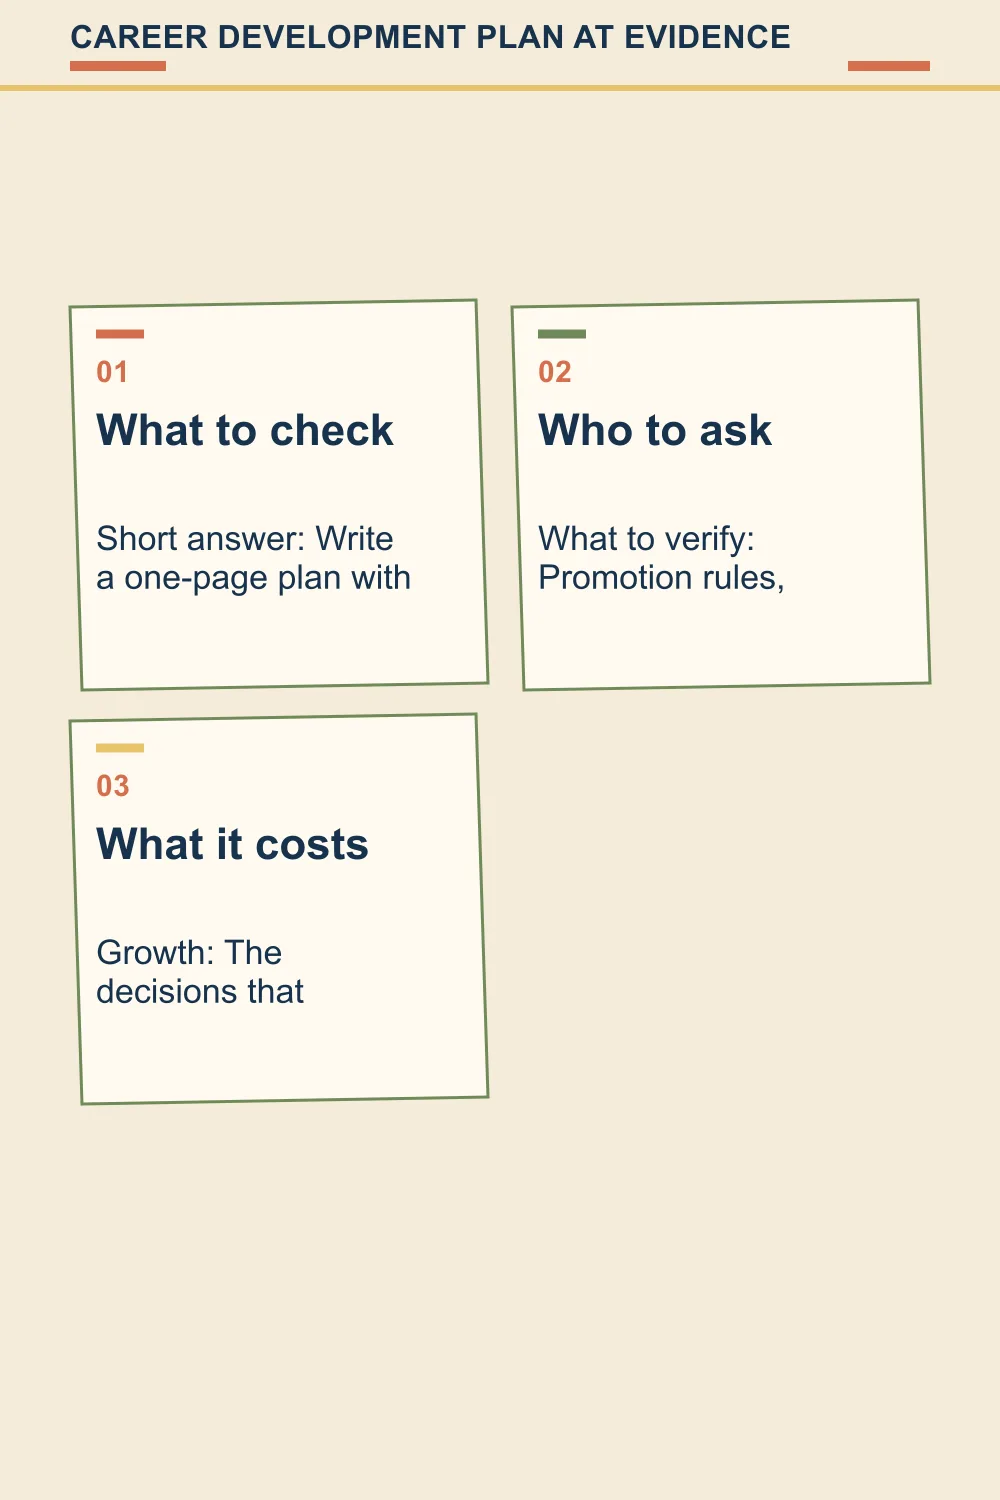 CAREER DEVELOPMENT PLAN AT EVIDENCE
01
What to check
Short answer: Write
a one-page plan with
02
Who to ask
What to verify:
Promotion rules,
03
What it costs
Growth: The
decisions that